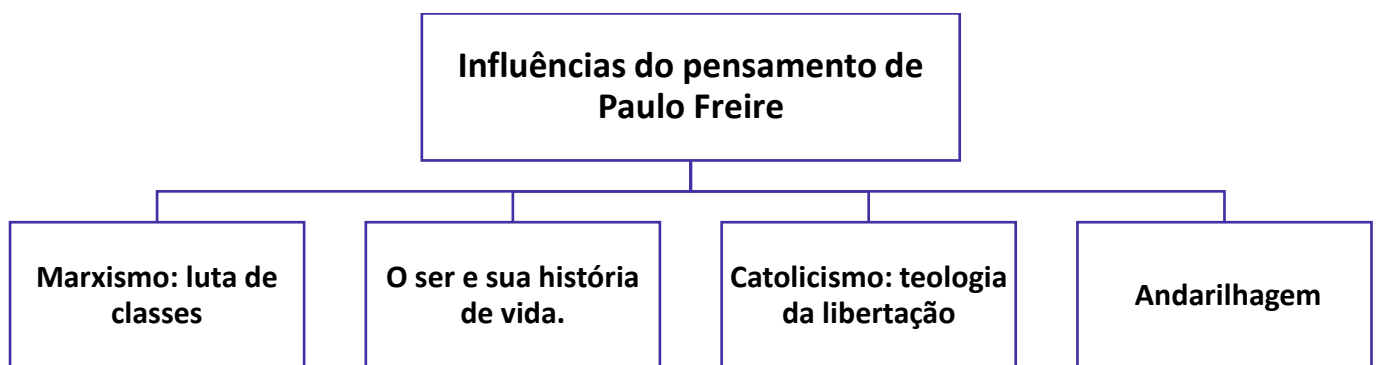 Influências do pensamento de
Paulo Freire
Marxismo: luta de
classes
O ser e sua história
de vida.
Catolicismo: teologia
da libertação
Andarilhagem